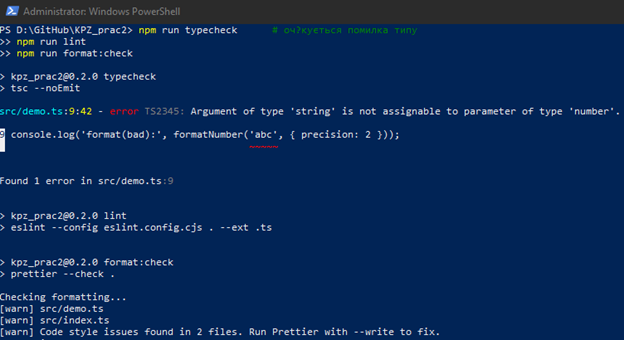 Administrator: Windows PowerShell
PS D:\GitHub\KPZ_prac2> npm run typecheck # оч?кується помилка типу
>> npm run lint
>> npm run format:check
> kpz_prac2@0.2.0 typecheck
> tsc --noEmit
src/demo.ts:9:42 - error TS2345: Argument of type 'string' is not assignable to parameter of type 'number'.
9 console.log('format(bad):', formatNumber('abc', { precision: 2 }));
~~~~~
Found 1 error in src/demo.ts:9
> kpz_prac2@0.2.0 lint
> eslint --config eslint.config.cjs . --ext .ts
> kpz_prac2@0.2.0 format:check
> prettier --check .
Checking formatting...
[warn] src/demo.ts
[warn] src/index.ts
[warn] Code style issues found in 2 files. Run Prettier with --write to fix.